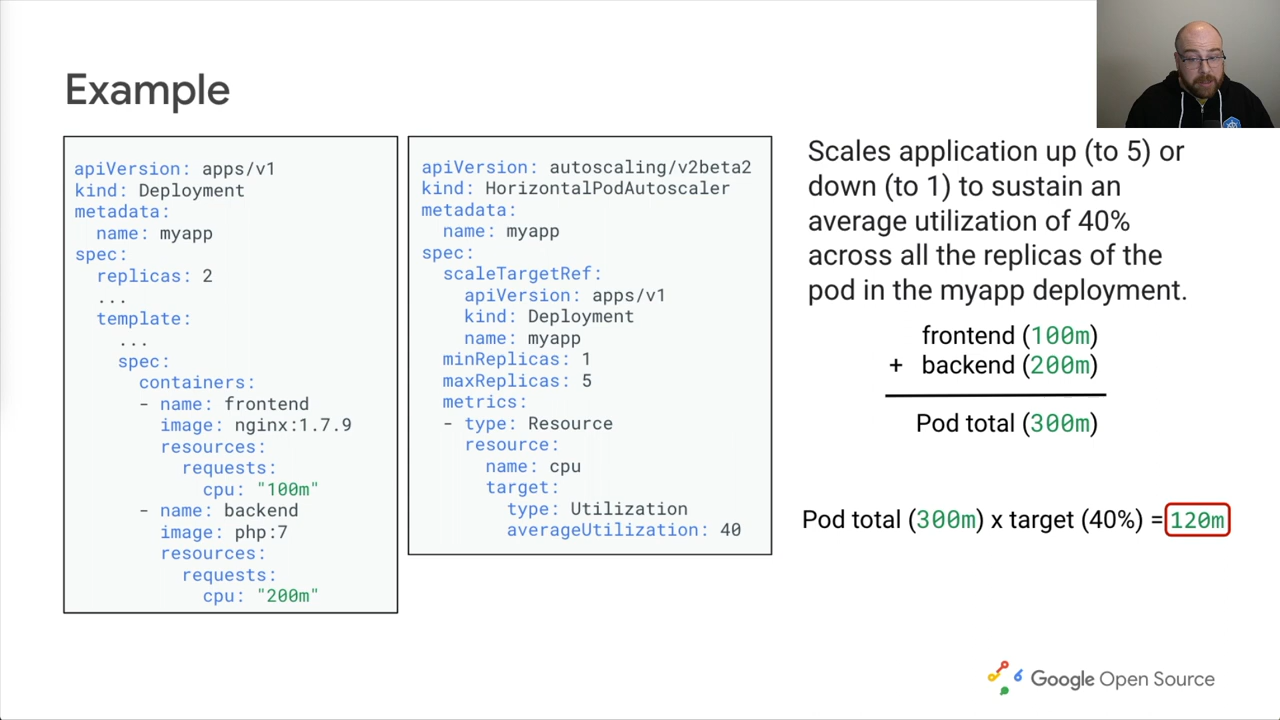 Example
apiVersion: apps/v1
kind: Deployment
metadata:
  name: myapp
spec:
  replicas: 2
  ...
  template:
    ...
    spec:
      containers:
      - name: frontend
        image: nginx:1.7.9
        resources:
          requests:
            cpu: "100m"
      - name: backend
        image: php:7
        resources:
          requests:
            cpu: "200m"
apiVersion: autoscaling/v2beta2
kind: HorizontalPodAutoscaler
metadata:
  name: myapp
spec:
  scaleTargetRef:
    apiVersion: apps/v1
    kind: Deployment
    name: myapp
  minReplicas: 1
  maxReplicas: 5
  metrics:
  - type: Resource
    resource:
      name: cpu
      target:
        type: Utilization
        averageUtilization: 40
Scales application up (to 5) or
down (to 1) to sustain an
average utilization of 40%
across all the replicas of the
pod in the myapp deployment.
frontend (100m)
+ backend (200m)
Pod total (300m)
Pod total (300m) x target (40%) = 120m
Google Open Source